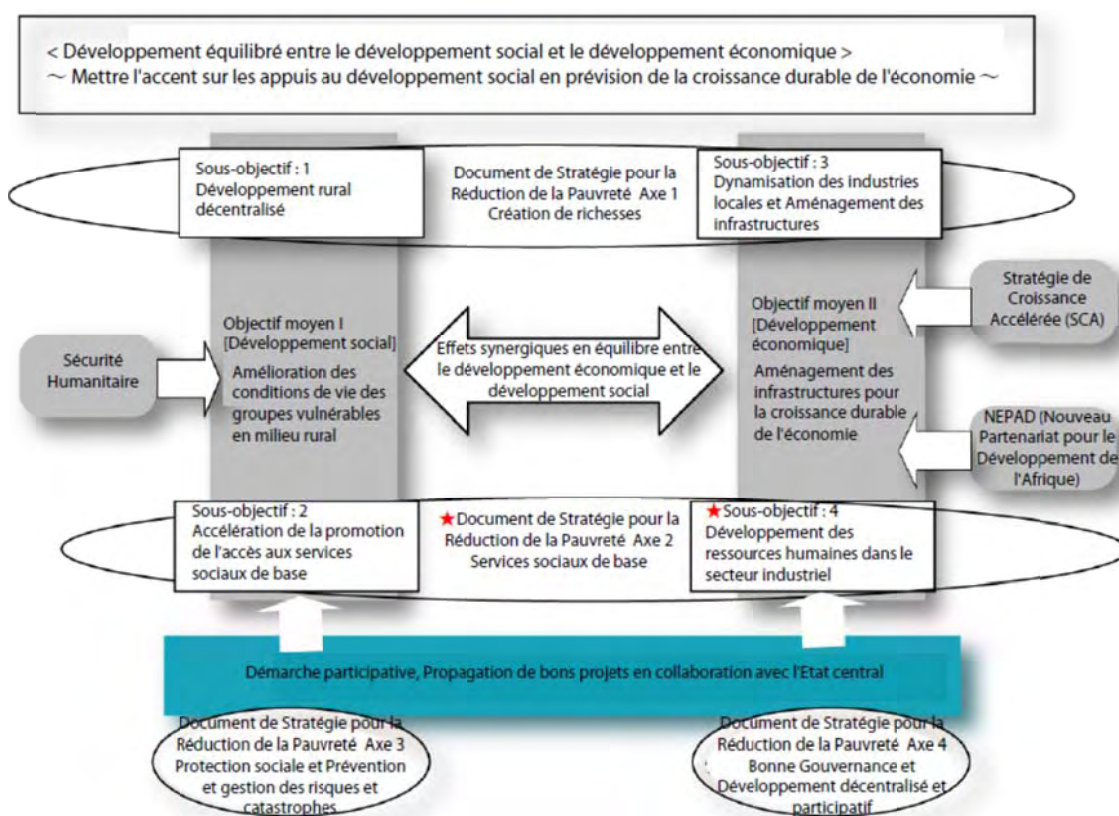 < Développement équilibré entre le développement social et le développement économique >
～ Mettre l'accent sur les appuis au développement social en prévision de la croissance durable de l'économie ～
Sous-objectif : 1
Développement rural
décentralisé
Document de Stratégie pour la
Réduction de la Pauvreté Axe 1
Création de richesses
Sous-objectif : 3
Dynamisation des industries
locales et Aménagement des
infrastructures
Sécurité
Humanitaire
Objectif moyen I
[Développement social]
Amélioration des
conditions de vie des
groupes vulnérables
en milieu rural
Effets synergiques en équilibre entre
le développement économique et le
développement social
Objectif moyen II
[Développement
économique]
Aménagement des
infrastructures pour
la croissance durable
de l'économie
Stratégie de
Croissance
Accélérée (SCA)
NEPAD (Nouveau
Partenariat pour le
Développement de
l'Afrique)
Sous-objectif : 2
Accélération de la promotion
de l'accès aux services
sociaux de base
★Document de Stratégie pour la
Réduction de la Pauvreté Axe 2
Services sociaux de base
★Sous-objectif : 4
Développement des
ressources humaines dans le
secteur industriel
Démarche participative, Propagation de bons projets en collaboration avec l'Etat central
Document de Stratégie pour la
Réduction de la Pauvreté Axe 3
Protection sociale et Prévention
et gestion des risques et
catastrophes
Document de Stratégie pour la
Réduction de la Pauvreté Axe 4
Bonne Gouvernance et
Développement décentralisé et
participatif